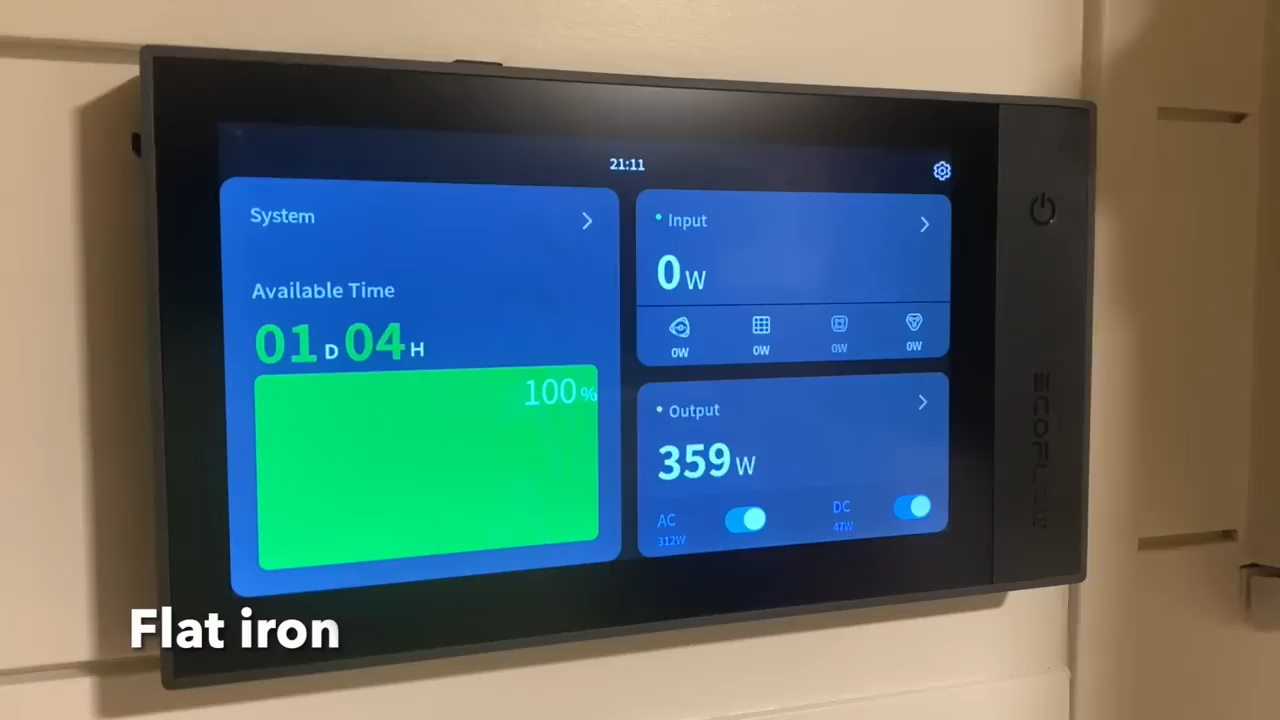 21:11
System
Available Time
01 D 04 H
100 %
Input
0 W
0W 0W 0W 0W
Output
359 W
AC
312W
DC
47W
ECOFLOW
Flat iron